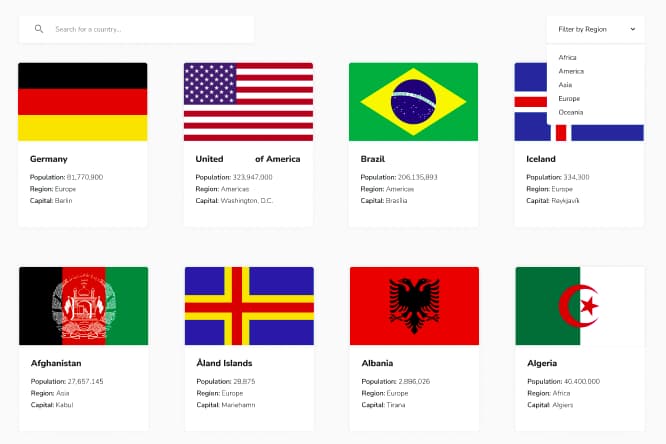 Search for a country...
Filter by Region
Africa
America
Asia
Europe
Oceania
Germany
Population: 81,770,900
Region: Europe
Capital: Berlin
United of America
Population: 323,947,000
Region: Americas
Capital: Washington, D.C.
Brazil
Population: 206,135,893
Region: Americas
Capital: Brasília
Iceland
Population: 334,300
Region: Europe
Capital: Reykjavík
Afghanistan
Population: 27,657,145
Region: Asia
Capital: Kabul
Åland Islands
Population: 28,875
Region: Europe
Capital: Mariehamn
Albania
Population: 2,886,026
Region: Europe
Capital: Tirana
Algeria
Population: 40,400,000
Region: Africa
Capital: Algiers